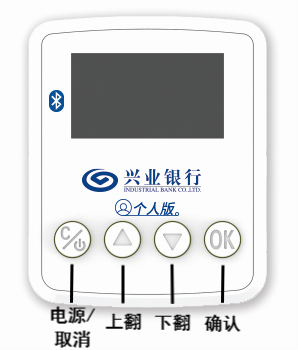 兴业银行
INDUSTRIAL BANK CO.,LTD.
个人版。
C/
OK
电源/
取消
上翻
下翻
确认